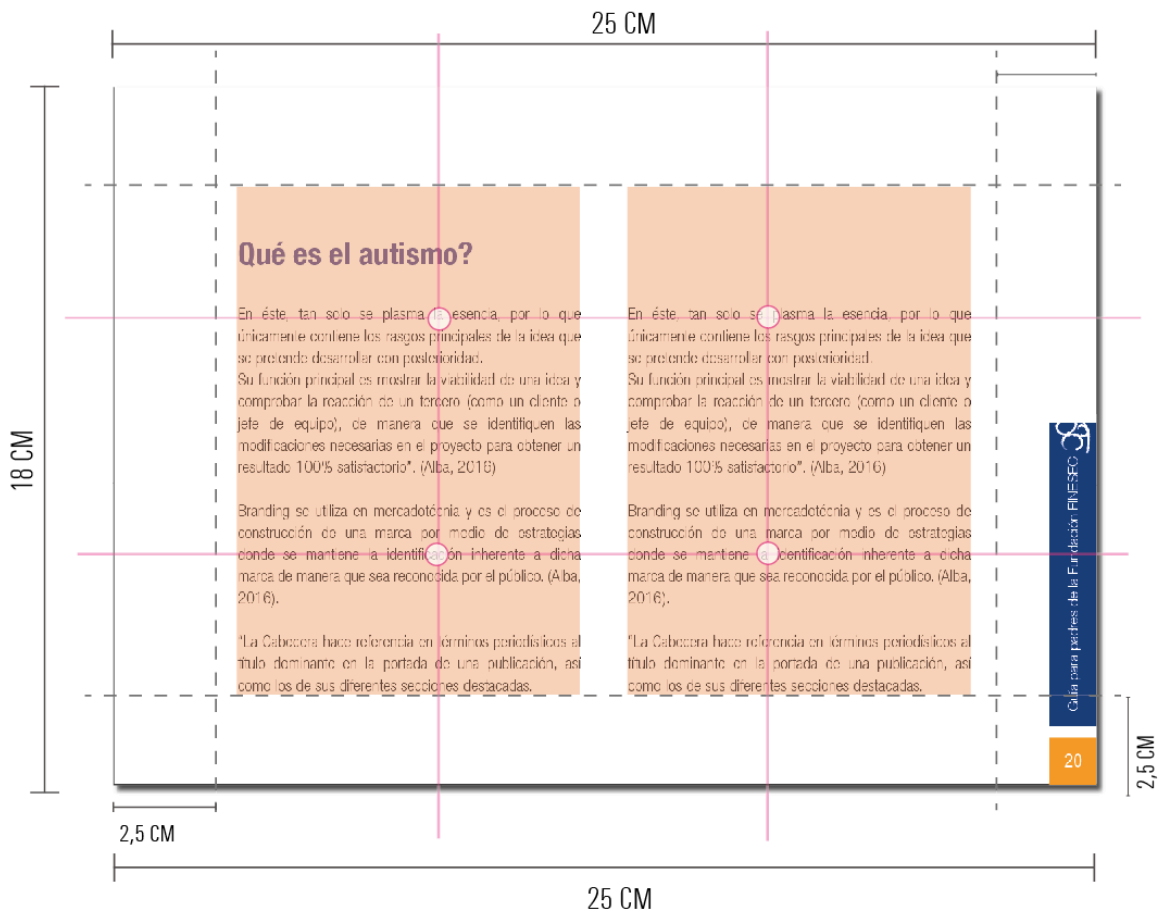 25 CM
18 CM
Qué es el autismo?
En éste, tan solo se plasma la esencia, por lo que
únicamente contiene los rasgos principales de la idea que
se pretende desarrollar con posterioridad.
Su función principal es mostrar la viabilidad de una idea y
comprobar la reacción de un tercero (como un cliente o
jefe de equipo), de manera que se identifiquen las
modificaciones necesarias en el proyecto para obtener un
resultado 100% satisfactorio". (Alba, 2016)
Branding se utiliza en mercadotécnia y es el proceso de
construcción de una marca por medio de estrategias
donde se mantiene la identificación inherente a dicha
marca de manera que sea reconocida por el público. (Alba,
2016).
"La Cabecera hace referencia en términos periodísticos al
título dominante en la portada de una publicación, así
como los de sus diferentes secciones destacadas.
En éste, tan solo se plasma la esencia, por lo que
únicamente contiene los rasgos principales de la idea que
se pretende desarrollar con posterioridad.
Su función principal es mostrar la viabilidad de una idea y
comprobar la reacción de un tercero (como un cliente o
jefe de equipo), de manera que se identifiquen las
modificaciones necesarias en el proyecto para obtener un
resultado 100% satisfactorio". (Alba, 2016)
Branding se utiliza en mercadotécnia y es el proceso de
construcción de una marca por medio de estrategias
donde se mantiene la identificación inherente a dicha
marca de manera que sea reconocida por el público. (Alba,
2016).
"La Cabecera hace referencia en términos periodísticos al
título dominante en la portada de una publicación, así
como los de sus diferentes secciones destacadas.
Guía para padres de la Fundación FINESEC
20
2,5 CM
2,5 CM
25 CM